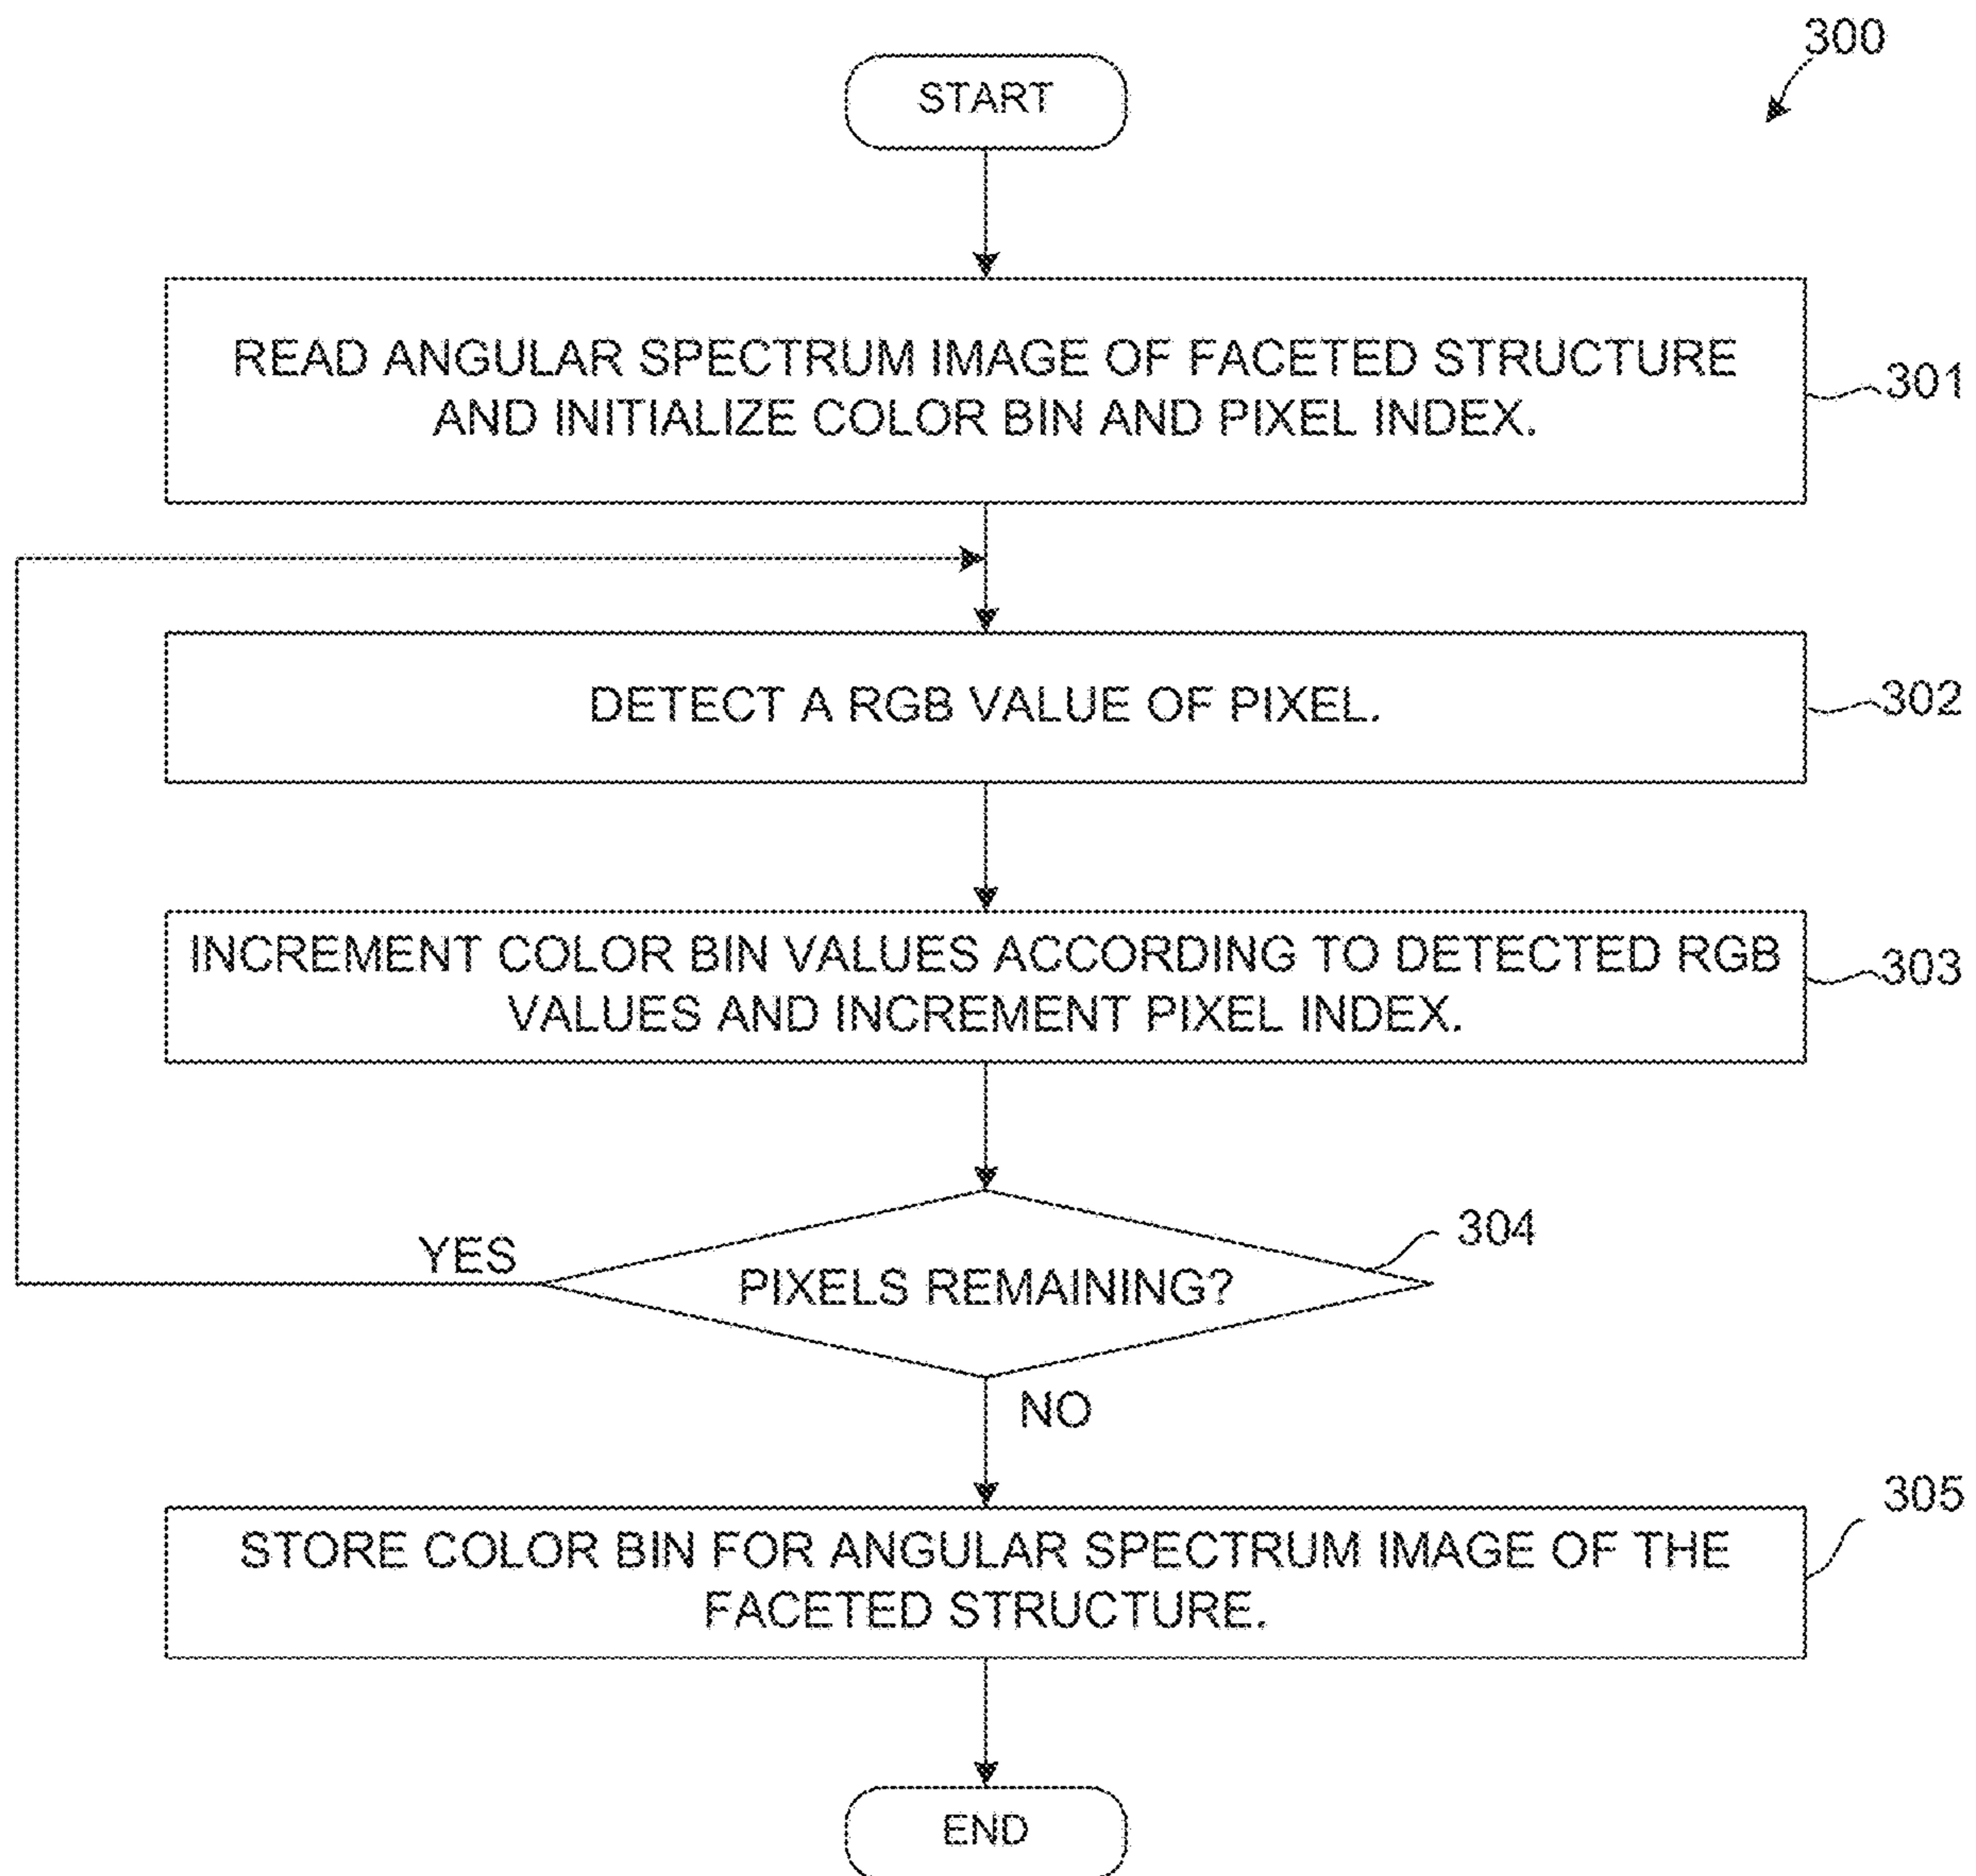 300
START
READ ANGULAR SPECTRUM IMAGE OF FACETED STRUCTURE
AND INITIALIZE COLOR BIN AND PIXEL INDEX.
301
DETECT A RGB VALUE OF PIXEL.
302
INCREMENT COLOR BIN VALUES ACCORDING TO DETECTED RGB
VALUES AND INCREMENT PIXEL INDEX.
303
304
YES
PIXELS REMAINING?
NO
305
STORE COLOR BIN FOR ANGULAR SPECTRUM IMAGE OF THE
FACETED STRUCTURE.
END